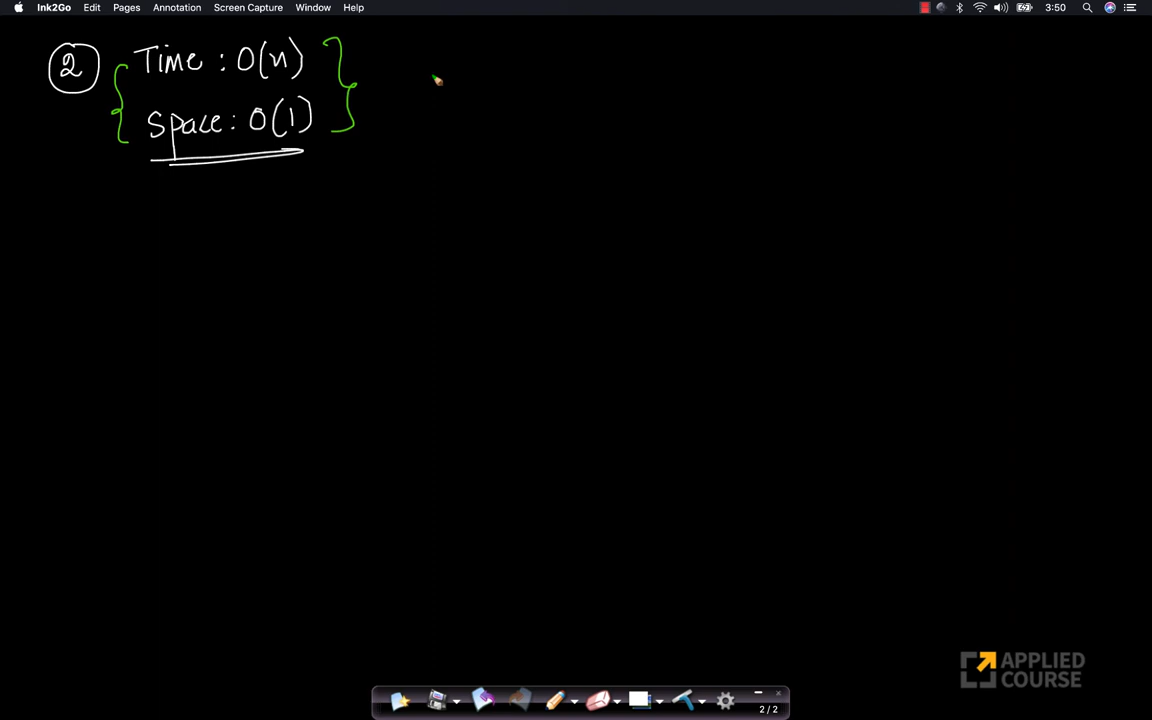 Ink2Go Edit Pages Annotation Screen Capture Window Help 3:50
2 Time : O(n)
Space : O(1)
APPLIED
COURSE
2 / 2